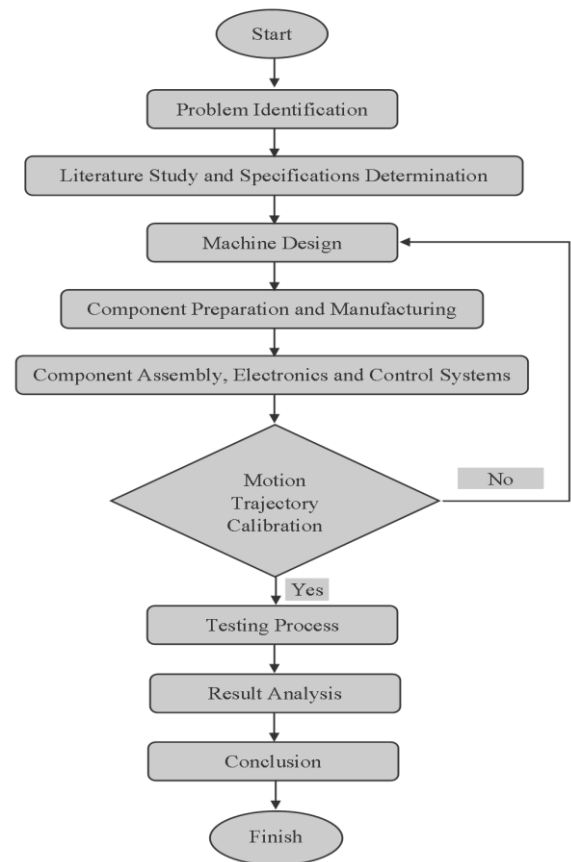 Start
Problem Identification
Literature Study and Specifications Determination
Machine Design
Component Preparation and Manufacturing
Component Assembly, Electronics and Control Systems
Motion
Trajectory
Calibration
No
Yes
Testing Process
Result Analysis
Conclusion
Finish